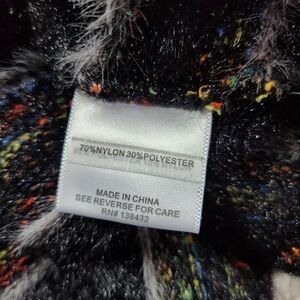 70%NYLON 30%POLYESTER
MADE IN CHINA
SEE REVERSE FOR CARE
RN# 138432